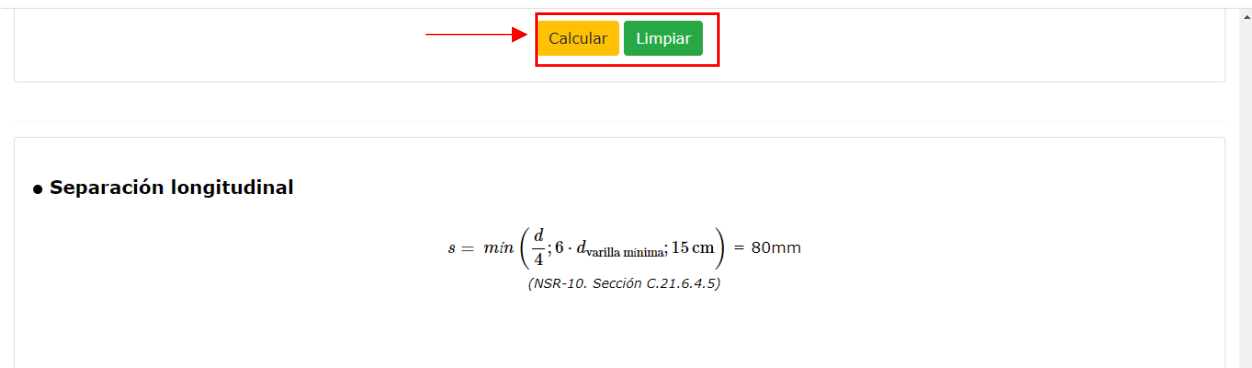 Calcular Limpiar
● Separación longitudinal
s = mín (d/4; 6 · d_varilla mínima; 15 cm) = 80mm
(NSR-10. Sección C.21.6.4.5)